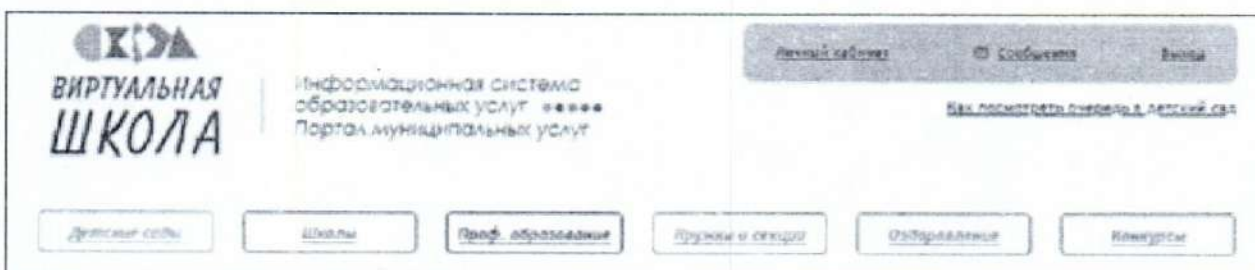 Личный кабинет Сообщения Выход
ВИРТУАЛЬНАЯ
ШКОЛА
Информационная система
образовательных услуг
Портал муниципальных услуг
Как посмотреть очередь в детский сад
Детские сады Школы Проф. образование Кружки и секции Оздоровление Конкурсы